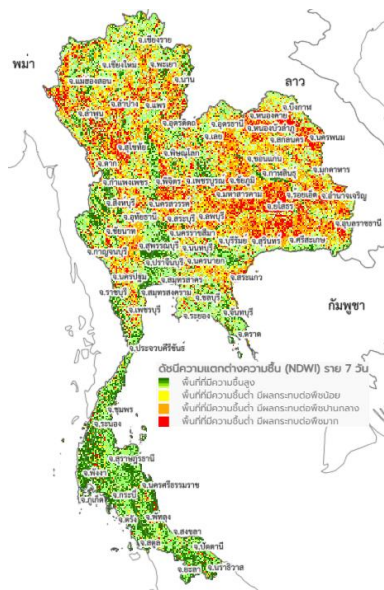 จ.เชียงราย
พม่า
จ.เชียงใหม่
จ.พะเยา
จ.แม่ฮ่องสอน
จ.น่าน
ลาว
จ.ลำปาง
จ.แพร่
จ.ลำพูน
จ.บึงกาฬ
จ.อุตรดิตถ์
จ.อุดรธานี
จ.หนองคาย
จ.เลย
จ.หนองบัวลำภู
จ.นครพนม
จ.สุโขทัย
จ.สกลนคร
จ.พิษณุโลก
จ.ตาก
จ.ขอนแก่น
จ.มุกดาหาร
จ.กาฬสินธุ์
จ.กำแพงเพชร
จ.พิจิตร
จ.เพชรบูรณ์
จ.ชัยภูมิ
จ.มหาสารคาม
จ.ร้อยเอ็ด
จ.อำนาจเจริญ
จ.สิงห์บุรี
จ.นครสวรรค์
จ.ยโสธร
จ.อุทัยธานี
จ.สระบุรี
จ.ลพบุรี
จ.อุบลราชธานี
จ.ชัยนาท
จ.นครราชสีมา
จ.บุรีรัมย์
จ.สุรินทร์
จ.ศรีสะเกษ
จ.สุพรรณบุรี
จ.นนทบุรี
จ.กาญจนบุรี
จ.ปราจีนบุรี
จ.นครนายก
จ.นครปฐม
จ.สมุทรสาคร
จ.สระแก้ว
จ.ราชบุรี
จ.สมุทรสงคราม
จ.ชลบุรี
กัมพูชา
จ.เพชรบุรี
จ.ระยอง
จ.จันทบุรี
จ.ตราด
จ.ประจวบคีรีขันธ์
ดัชนีความแตกต่างความชื้น (NDWI) ราย 7 วัน
พื้นที่ที่มีความชื้นสูง
พื้นที่ที่มีความชื้นต่ำ มีผลกระทบต่อพืชน้อย
พื้นที่ที่มีความชื้นต่ำ มีผลกระทบต่อพืชปานกลาง
พื้นที่ที่มีความชื้นต่ำ มีผลกระทบต่อพืชมาก
จ.ชุมพร
จ.ระนอง
จ.สุราษฎร์ธานี
จ.พังงา
จ.นครศรีธรรมราช
จ.ภูเก็ต
จ.กระบี่
จ.ตรัง
จ.พัทลุง
จ.สงขลา
จ.สตูล
จ.ปัตตานี
จ.ยะลา
จ.นราธิวาส